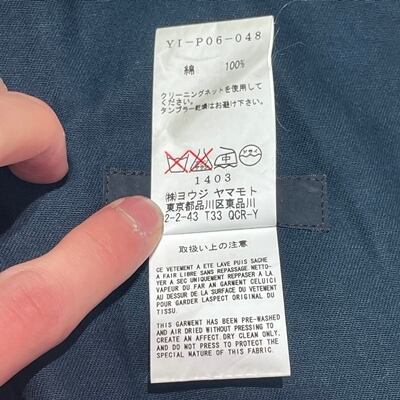 YI-P06-048
綿 100%
クリーニングネットを使用して
ください。
タンブラー乾燥はお避け下さい。
ドライ
1403
㈱ヨウジ ヤマモト
東京都品川区東品川
2-2-43 T33 QCR-Y
取扱い上の注意
CE VETEMENT A ETE LAVE PUIS SACHE
A FAIR LIBRE SANS REPASSAGE. NETTO-
YER A SEC UNIQUEMENT REPPASER A LA
VAPEUR DU FAR AN GARMENT CELUICI
AU DESSUR DE LA SURFACE DU VETEMENT
POUR GARDER LASPECT ORIGINAL DU
TISSU.
THIS GARMENT HAS BEEN PRE-WASHED
AND AIR DRIED WITHOUT PRESSING TO
CREATE AN AFFECT. DRY CLEAN ONLY.
AND DO NOT PRESS TO PROTECT THE
SPECIAL NATURE OF THIS FABRIC.